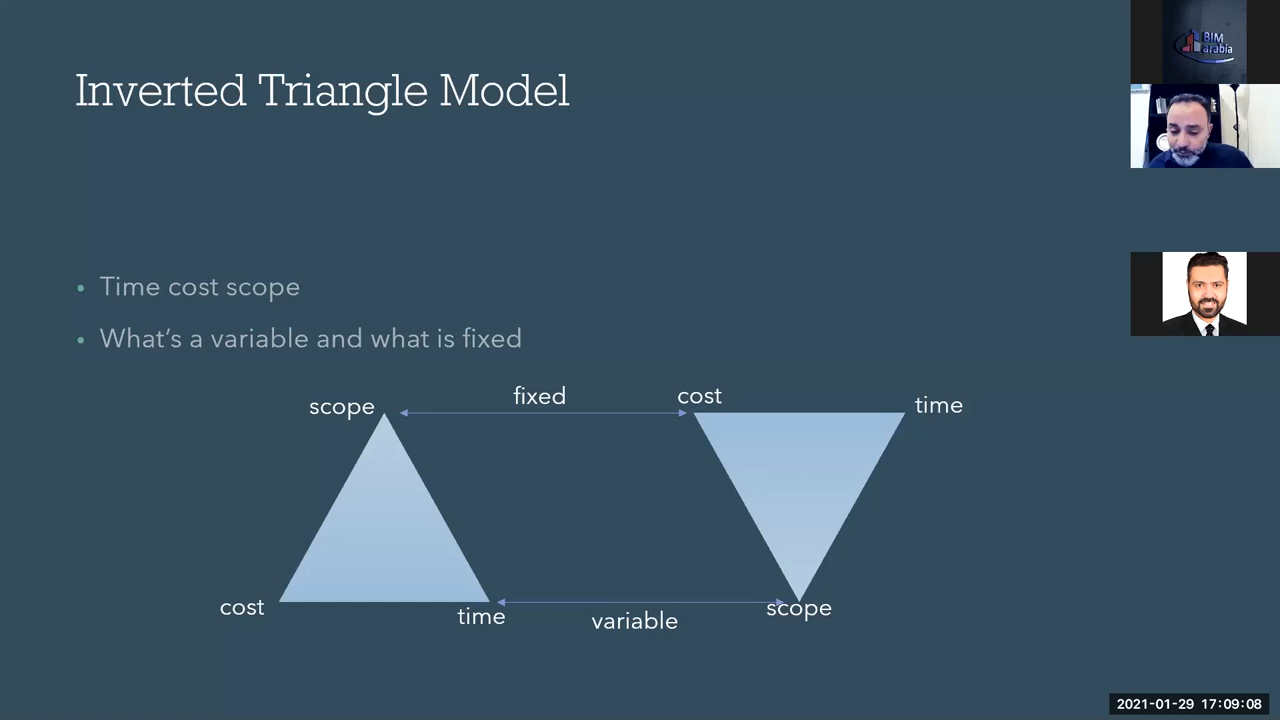 Inverted Triangle Model
BIM
arabia
• Time cost scope
• What's a variable and what is fixed
scope
fixed
cost
time
cost
time
variable
scope
2021-01-29 17:09:08